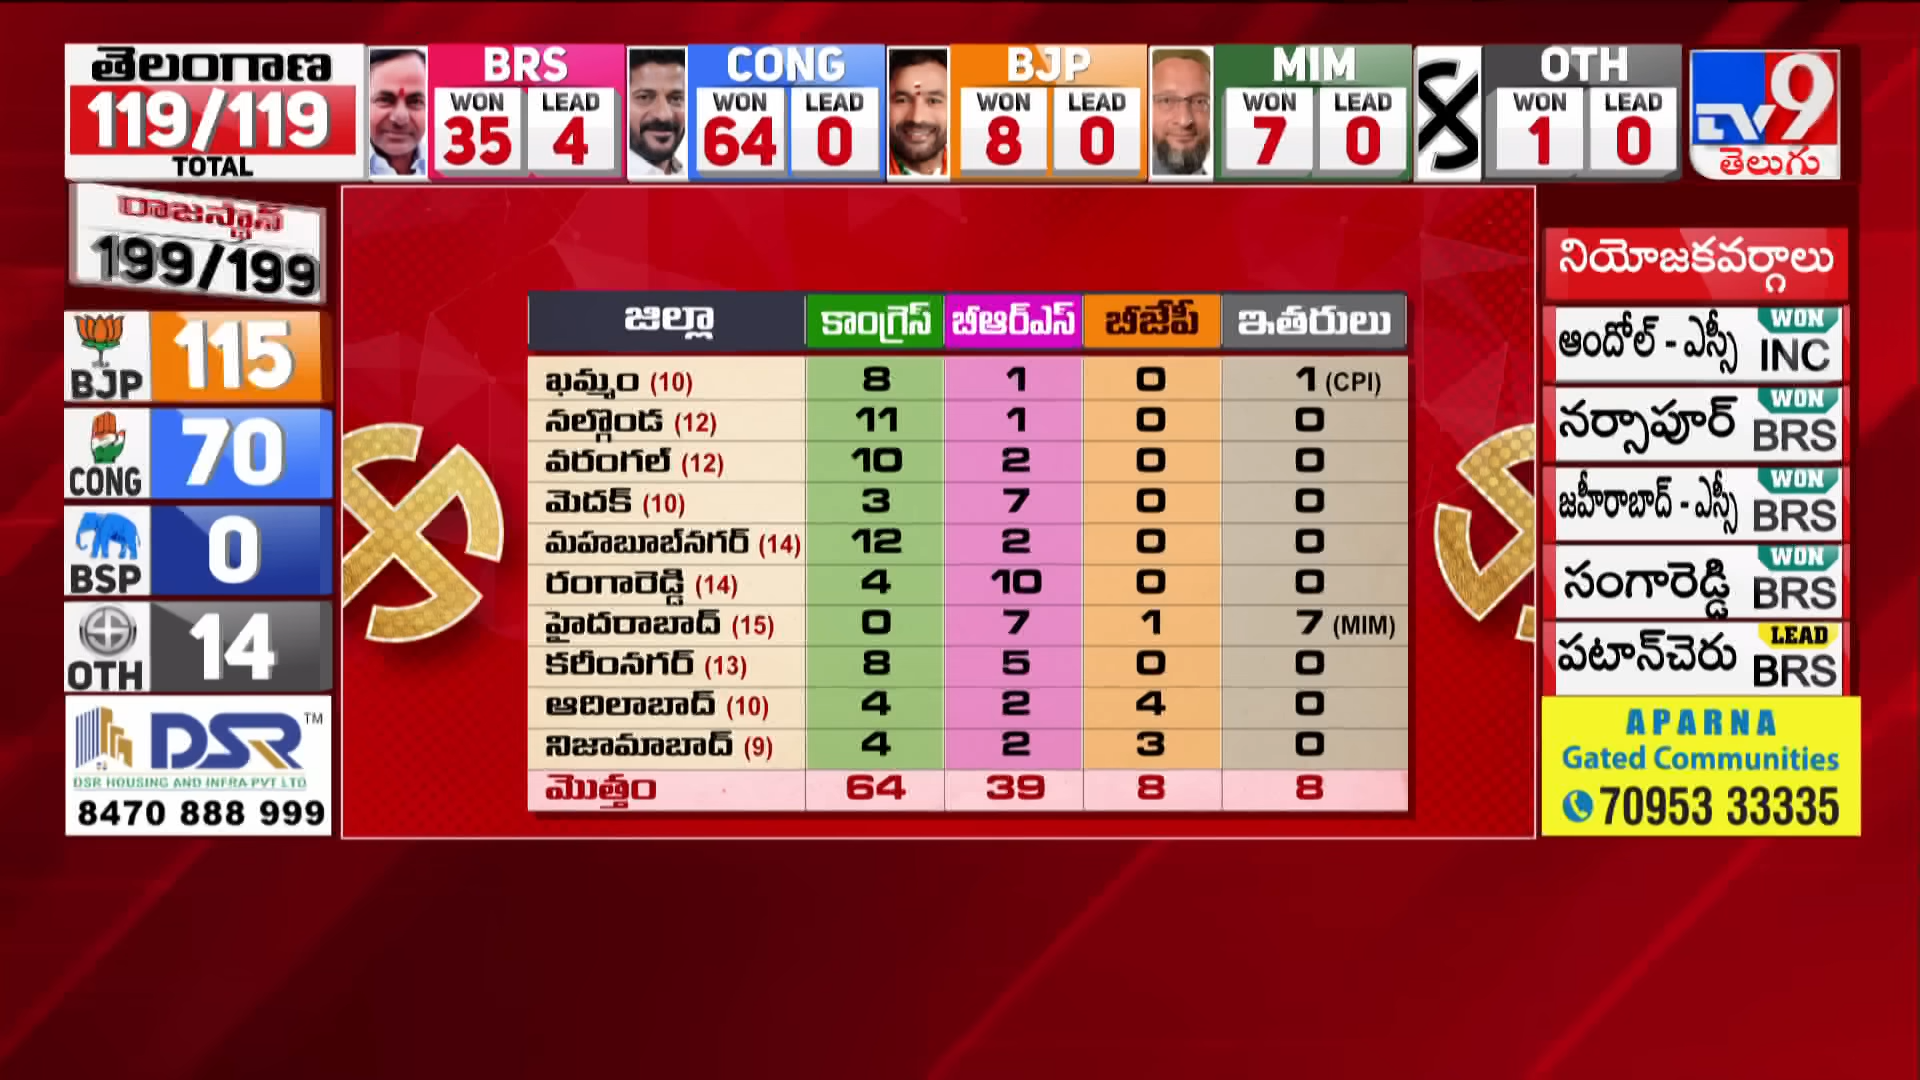 తెలంగాణ
119/119
TOTAL
BRS
WON LEAD
35 4
CONG
WON LEAD
64 0
BJP
WON LEAD
8 0
MIM
WON LEAD
7 0
OTH
WON LEAD
1 0
TV9
తెలుగు
రాజస్థాన్
199/199
BJP 115
CONG 70
BSP 0
OTH 14
DSR TM
DSR HOUSING AND INFRA PVT LTD
8470 888 999
జిల్లా కాంగ్రెస్ బీఆర్ఎస్ బీజేపీ ఇతరులు
ఖమ్మం (10) 8 1 0 1 (CPI)
నల్గొండ (12) 11 1 0 0
వరంగల్ (12) 10 2 0 0
మెదక్ (10) 3 7 0 0
మహబూబ్‌నగర్ (14) 12 2 0 0
రంగారెడ్డి (14) 4 10 0 0
హైదరాబాద్ (15) 0 7 1 7 (MIM)
కరీంనగర్ (13) 8 5 0 0
ఆదిలాబాద్ (10) 4 2 4 0
నిజామాబాద్ (9) 4 2 3 0
మొత్తం 64 39 8 8
నియోజకవర్గాలు
ఆందోల్ - ఎస్సీ WON INC
నర్సాపూర్ WON BRS
జహీరాబాద్ - ఎస్సీ WON BRS
సంగారెడ్డి WON BRS
పటాన్‌చెరు LEAD BRS
APARNA
Gated Communities
70953 33335